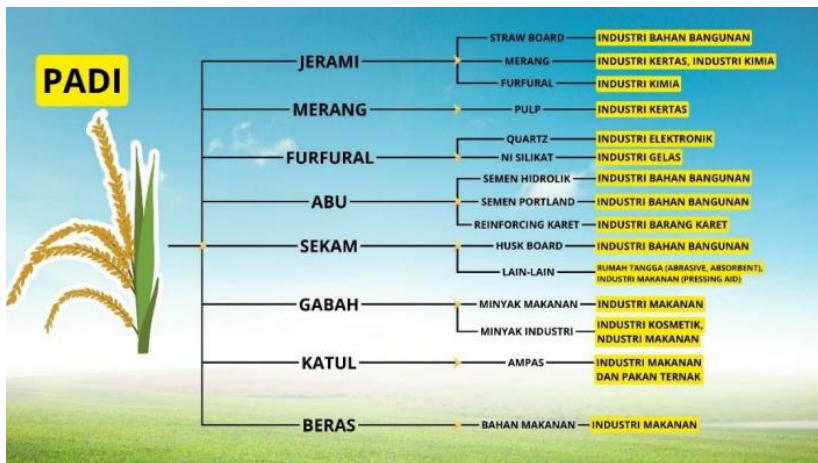 PADI
JERAMI
STRAW BOARD
INDUSTRI BAHAN BANGUNAN
MERANG
INDUSTRI KERTAS, INDUSTRI KIMIA
FURFURAL
INDUSTRI KIMIA
MERANG
PULP
INDUSTRI KERTAS
FURFURAL
QUARTZ
INDUSTRI ELEKTRONIK
NI SILIKAT
INDUSTRI GELAS
ABU
SEMEN HIDROLIK
INDUSTRI BAHAN BANGUNAN
SEMEN PORTLAND
INDUSTRI BAHAN BANGUNAN
REINFORCING KARET
INDUSTRI BARANG KARET
SEKAM
HUSK BOARD
INDUSTRI BAHAN BANGUNAN
LAIN-LAIN
RUMAH TANGGA (ABRASIVE, ABSORBENT),
INDUSTRI MAKANAN (PRESSING AID)
GABAH
MINYAK MAKANAN
INDUSTRI MAKANAN
MINYAK INDUSTRI
INDUSTRI KOSMETIK,
NDUSTRI MAKANAN
KATUL
AMPAS
INDUSTRI MAKANAN
DAN PAKAN TERNAK
BERAS
BAHAN MAKANAN
INDUSTRI MAKANAN